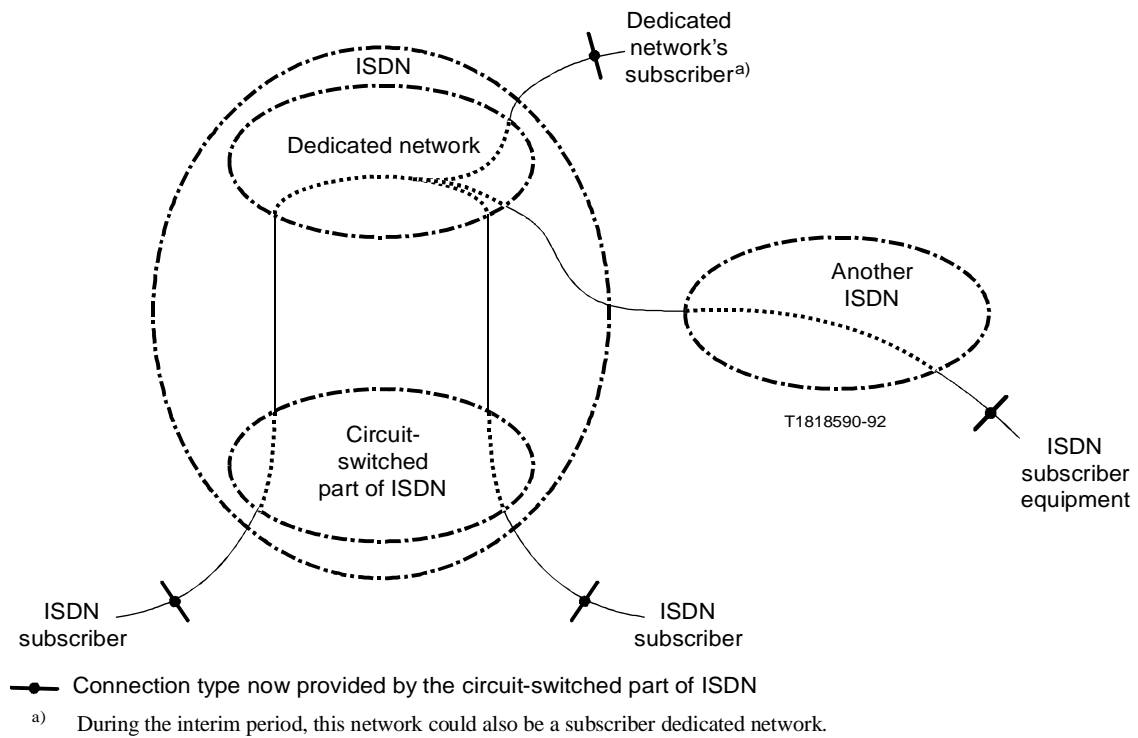 Dedicated
network's
subscriber a)
ISDN
Dedicated network
Another
ISDN
T1818590-92
Circuit-
switched
part of ISDN
ISDN
subscriber
equipment
ISDN
subscriber
ISDN
subscriber
Connection type now provided by the circuit-switched part of ISDN
a) During the interim period, this network could also be a subscriber dedicated network.